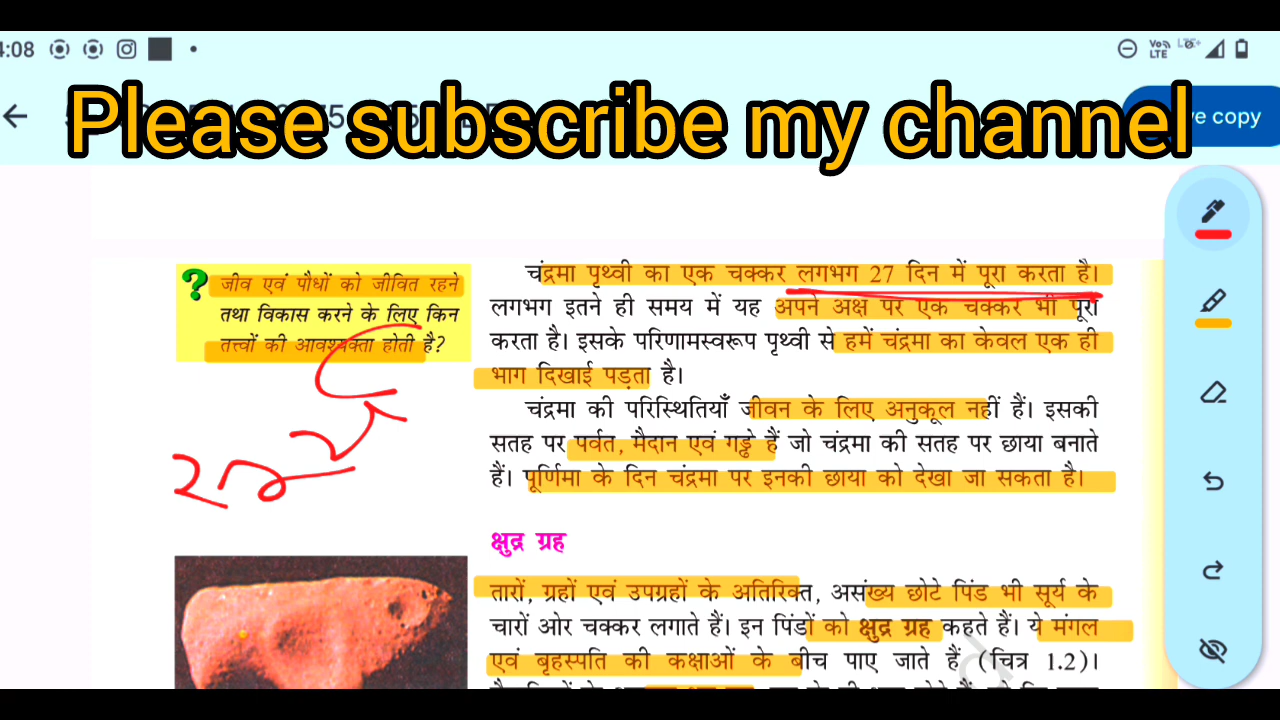 4:08
Please subscribe my channel
copy
जीव एवं पौधों को जीवित रहने
तथा विकास करने के लिए किन
तत्त्वों की आवश्यकता होती है?
चंद्रमा पृथ्वी का एक चक्कर लगभग 27 दिन में पूरा करता है।
लगभग इतने ही समय में यह अपने अक्ष पर एक चक्कर भी पूरा
करता है। इसके परिणामस्वरूप पृथ्वी से हमें चंद्रमा का केवल एक ही
भाग दिखाई पड़ता है।
चंद्रमा की परिस्थितियाँ जीवन के लिए अनुकूल नहीं हैं। इसकी
सतह पर पर्वत, मैदान एवं गड्ढे हैं जो चंद्रमा की सतह पर छाया बनाते
हैं। पूर्णिमा के दिन चंद्रमा पर इनकी छाया को देखा जा सकता है।
क्षुद्र ग्रह
तारों, ग्रहों एवं उपग्रहों के अतिरिक्त, असंख्य छोटे पिंड भी सूर्य के
चारों ओर चक्कर लगाते हैं। इन पिंडों को क्षुद्र ग्रह कहते हैं। ये मंगल
एवं बृहस्पति की कक्षाओं के बीच पाए जाते हैं (चित्र 1.2)।